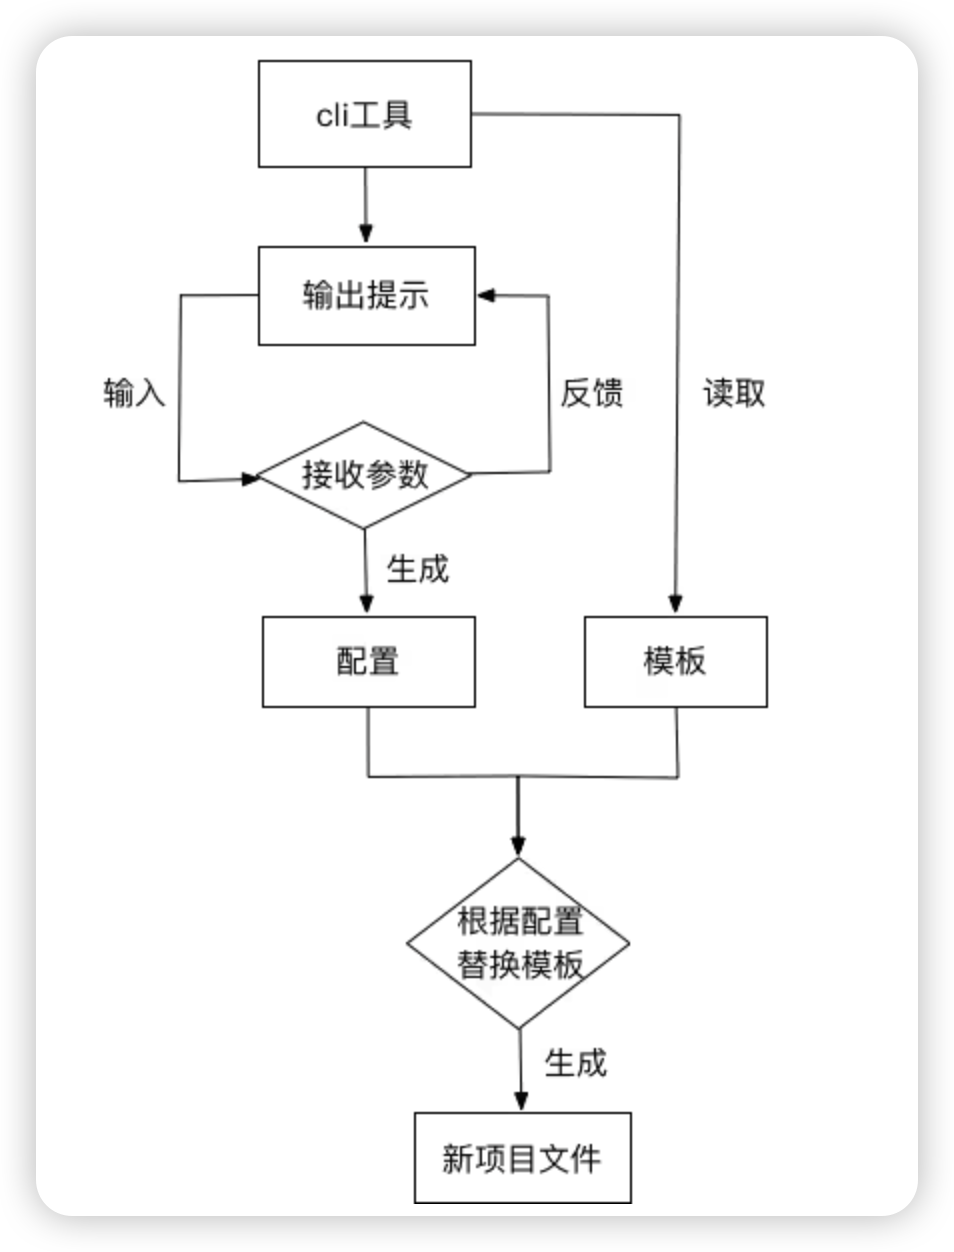 cli工具
输出提示
输入
反馈
读取
接收参数
生成
配置
模板
根据配置
替换模板
生成
新项目文件